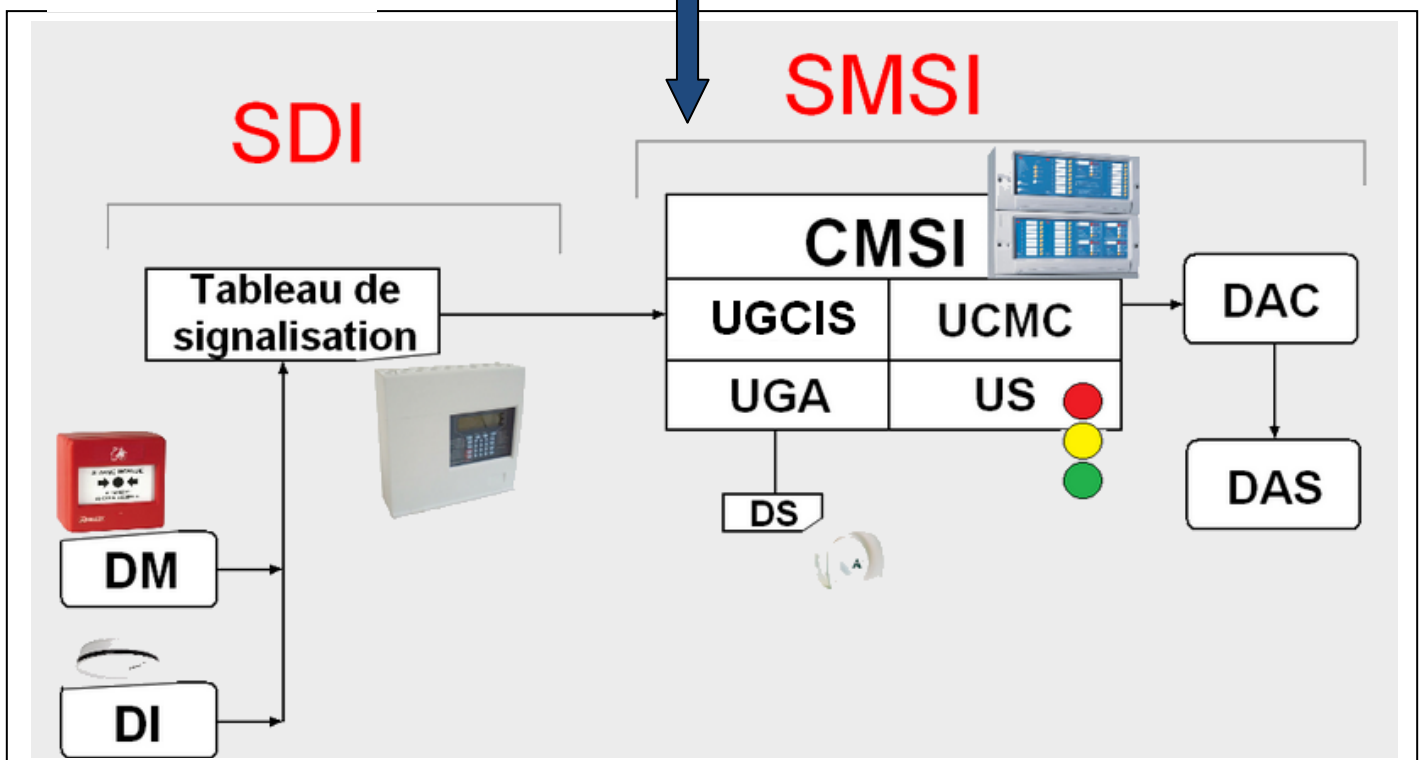 SDI
SMSI
CMSI
UGCIS
UCMC
UGA
US
Tableau de
signalisation
DAC
DAS
DS
A
DM
DI